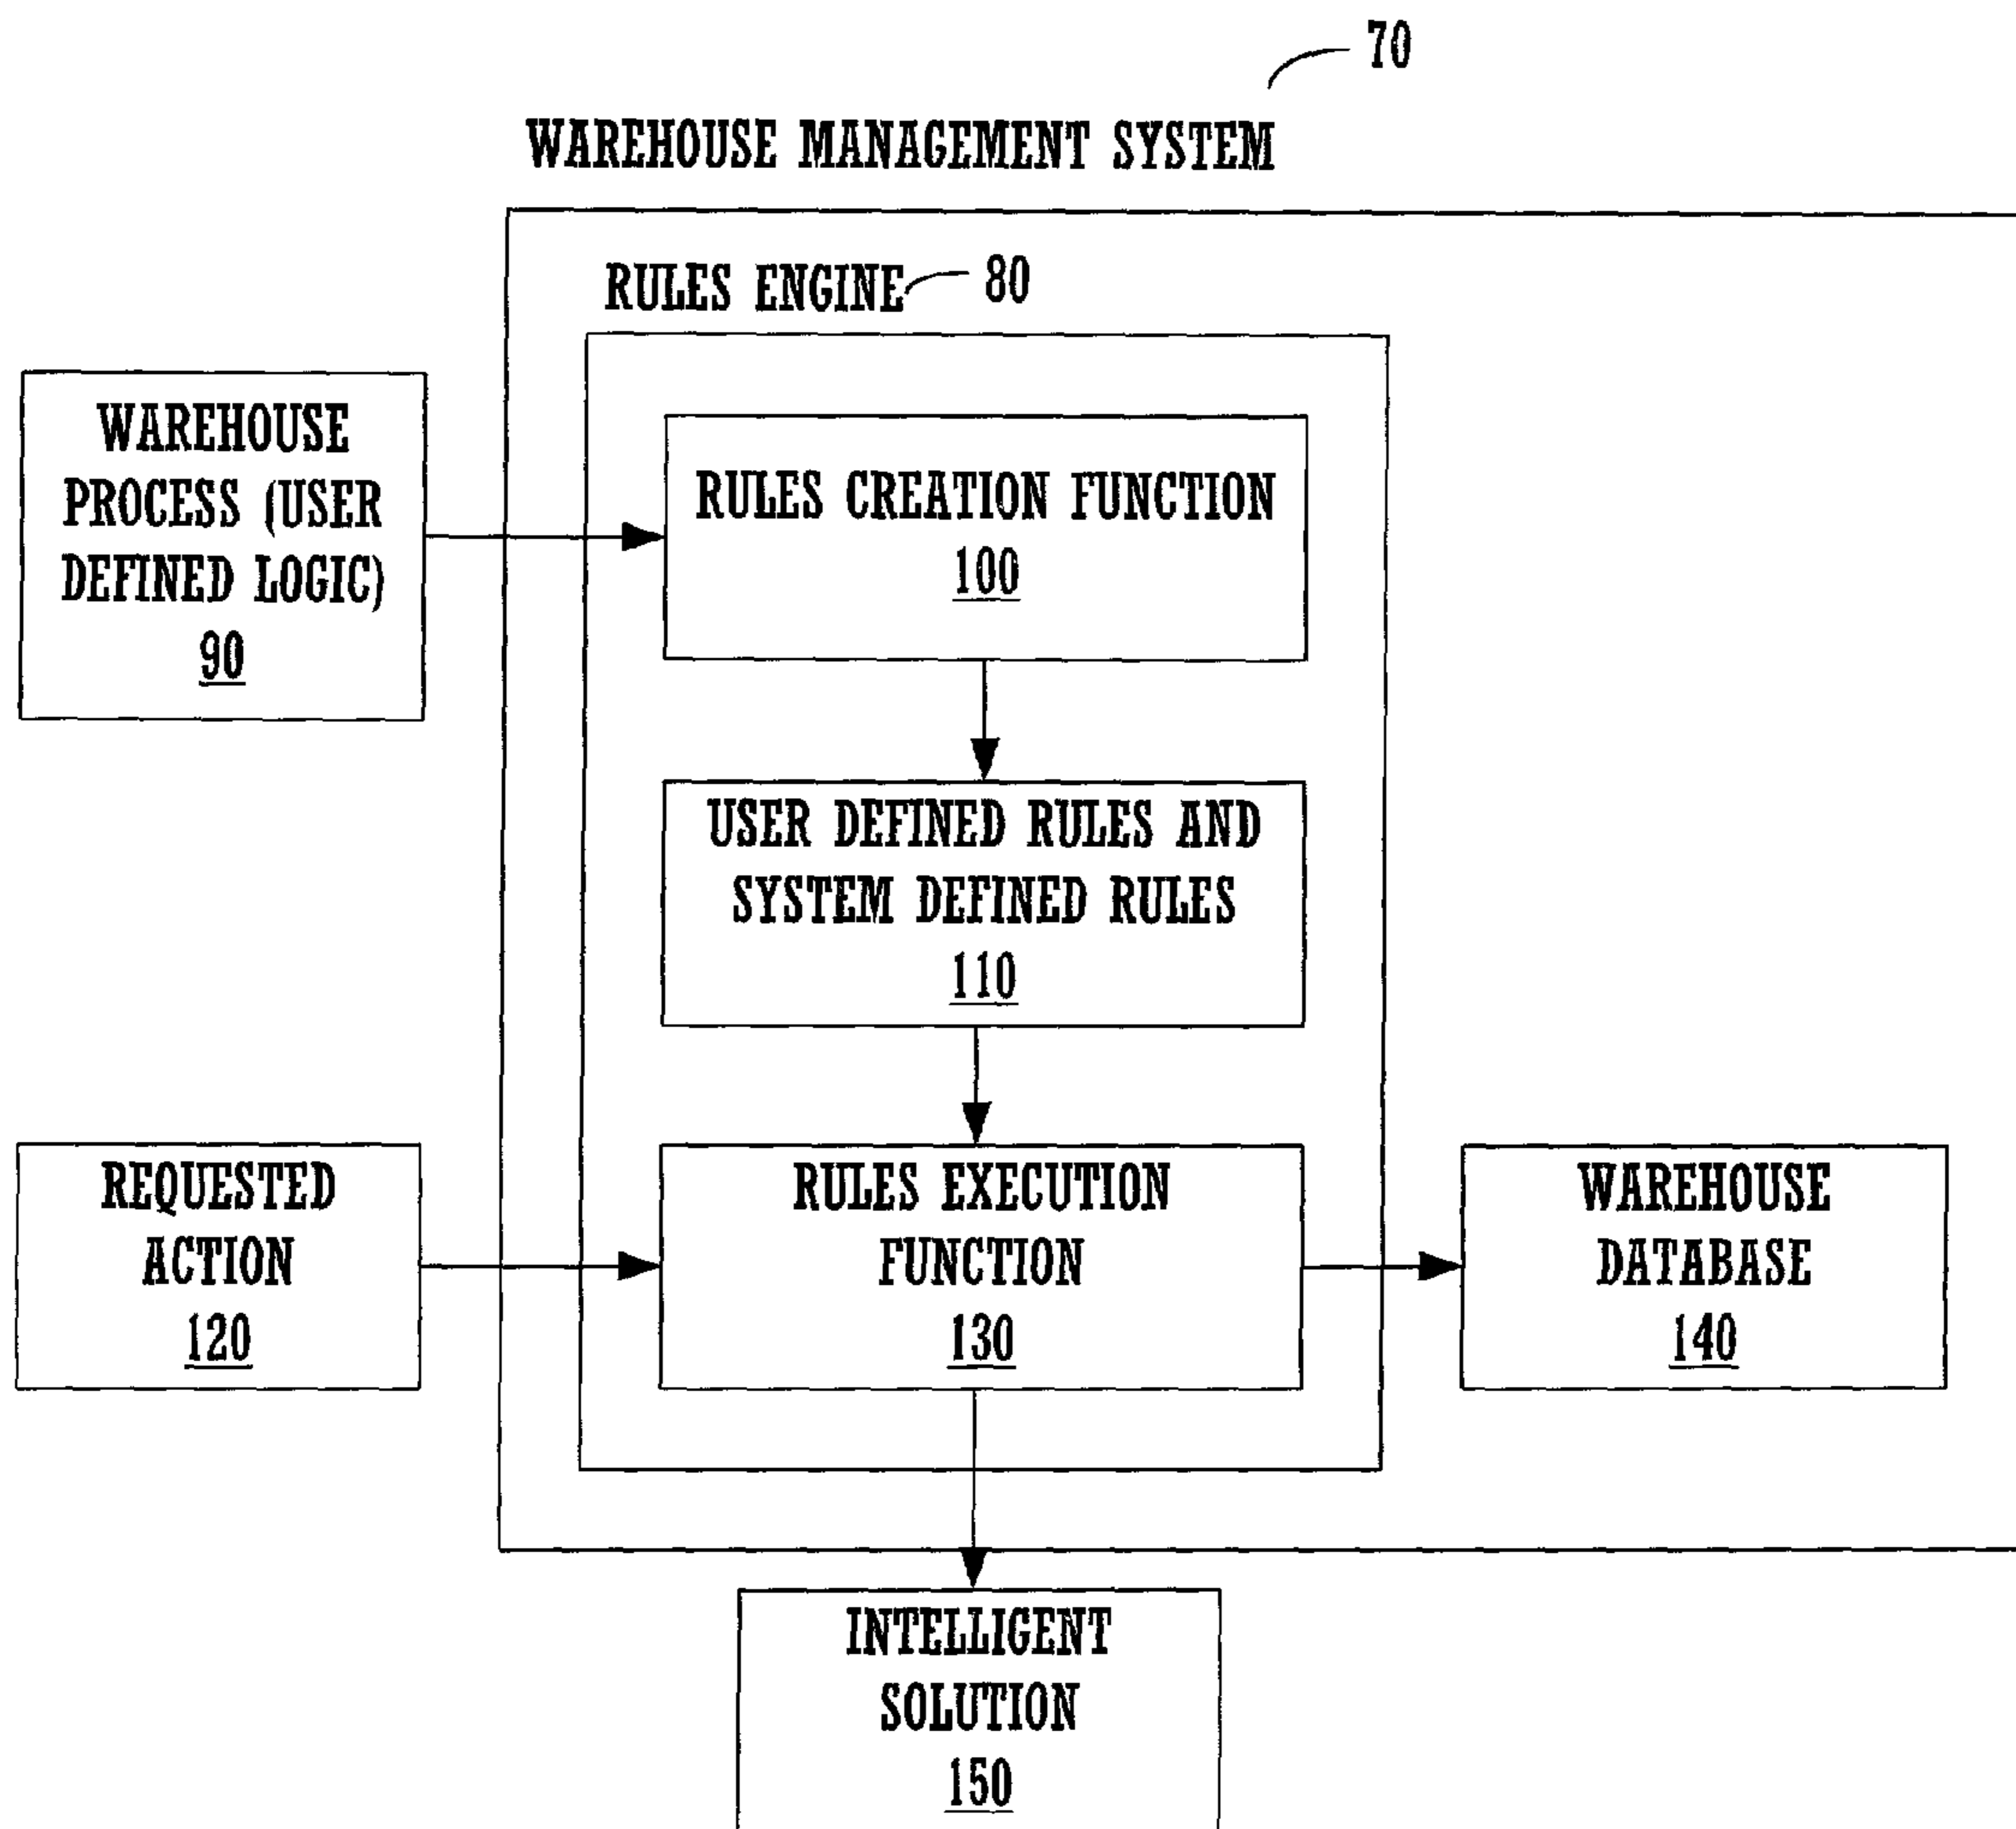 70
WAREHOUSE MANAGEMENT SYSTEM
RULES ENGINE 80
WAREHOUSE
PROCESS (USER
DEFINED LOGIC)
90
RULES CREATION FUNCTION
100
USER DEFINED RULES AND
SYSTEM DEFINED RULES
110
REQUESTED
ACTION
120
RULES EXECUTION
FUNCTION
130
WAREHOUSE
DATABASE
140
INTELLIGENT
SOLUTION
150